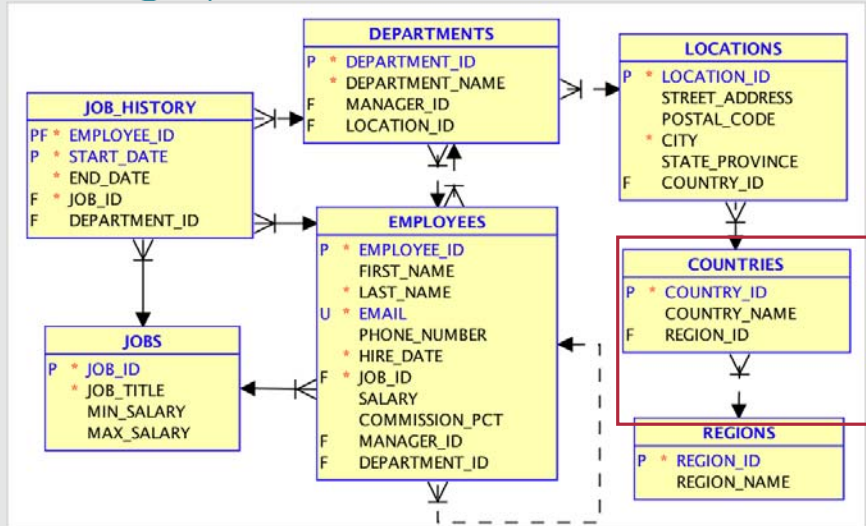 DEPARTMENTS
P * DEPARTMENT_ID
* DEPARTMENT_NAME
F MANAGER_ID
F LOCATION_ID
LOCATIONS
P * LOCATION_ID
STREET_ADDRESS
POSTAL_CODE
* CITY
STATE_PROVINCE
F COUNTRY_ID
JOB_HISTORY
PF * EMPLOYEE_ID
P * START_DATE
* END_DATE
F * JOB_ID
F DEPARTMENT_ID
EMPLOYEES
P * EMPLOYEE_ID
FIRST_NAME
* LAST_NAME
U * EMAIL
PHONE_NUMBER
* HIRE_DATE
F * JOB_ID
SALARY
COMMISSION_PCT
F MANAGER_ID
F DEPARTMENT_ID
COUNTRIES
P * COUNTRY_ID
COUNTRY_NAME
F REGION_ID
JOBS
P * JOB_ID
* JOB_TITLE
MIN_SALARY
MAX_SALARY
REGIONS
P * REGION_ID
REGION_NAME